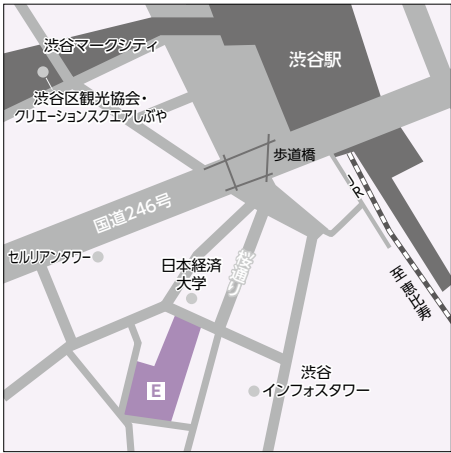 渋谷マークシティ
渋谷駅
渋谷区観光協会・
クリエーションスクエアしぶや
歩道橋
JR
国道246号
セルリアンタワー
日本経済
大学
桜通り
至 恵比寿
渋谷
インフォスタワー
E